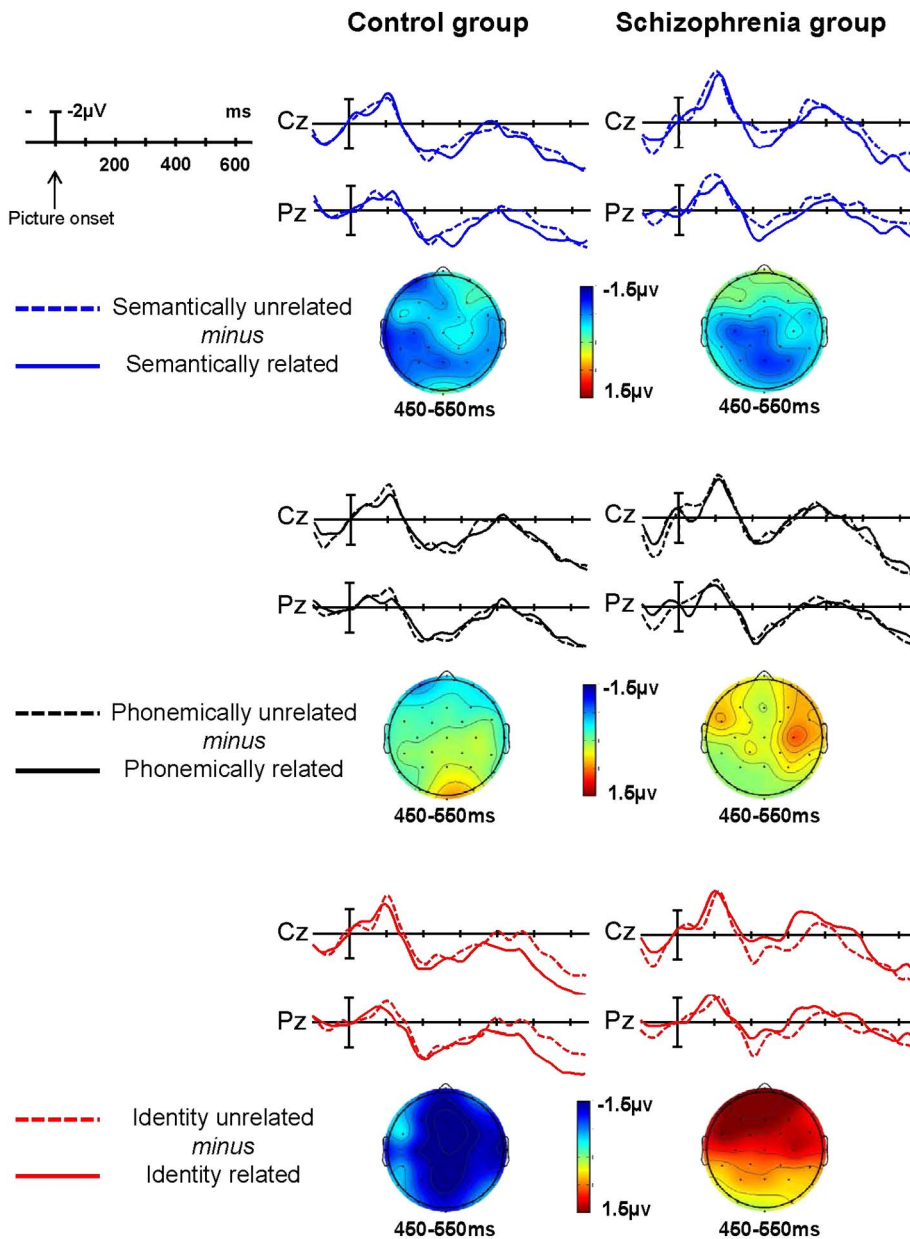 Control group Schizophrenia group
-2µV ms
200 400 600
Picture onset
Cz Cz
Pz Pz
Semantically unrelated
minus
Semantically related
-1.5µv
1.5µv
450-550ms 450-550ms
Cz Cz
Pz Pz
Phonemically unrelated
minus
Phonemically related
-1.5µv
1.5µv
450-550ms 450-550ms
Cz Cz
Pz Pz
Identity unrelated
minus
Identity related
-1.5µv
1.5µv
450-550ms 450-550ms